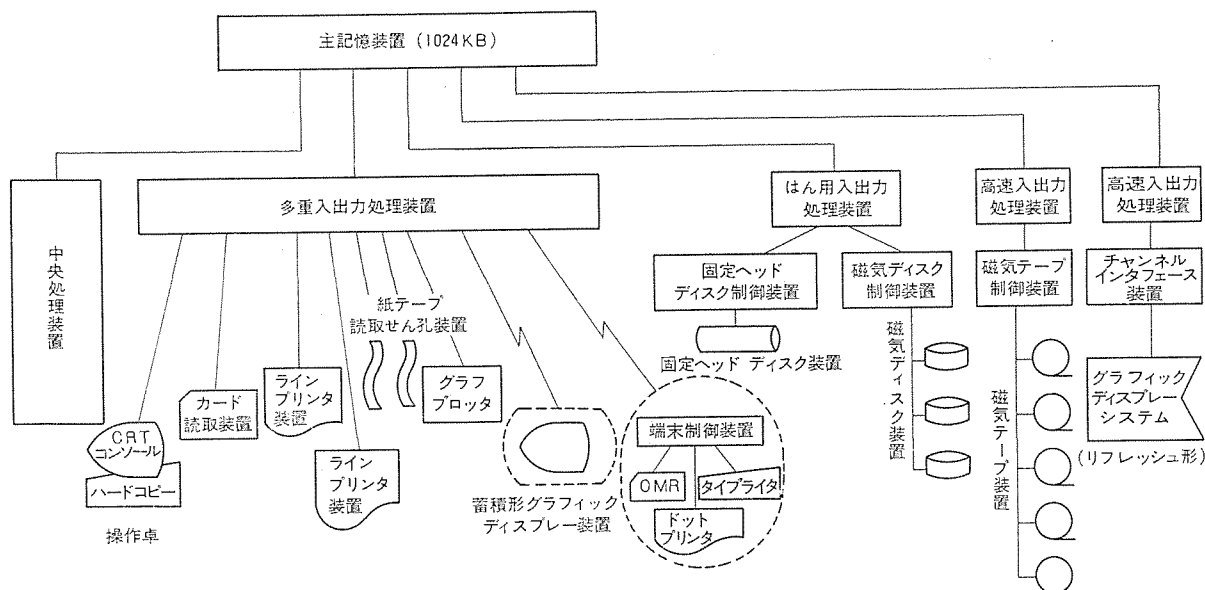 主記憶装置 (1024KB)
中央処理装置
多重入出力処理装置
はん用入出力
処理装置
高速入出力
処理装置
高速入出力
処理装置
固定ヘッド
ディスク制御装置
磁気ディスク
制御装置
磁気テープ
制御装置
チャンネル
インタフェース
装置
紙テープ
読取せん孔装置
固定ヘッド ディスク装置
磁気ディスク装置
磁気テープ装置
グラフィック
ディスプレー
システム
(リフレッシュ形)
CRT
コンソール
ハードコピー
操作卓
カード
読取装置
ライン
プリンタ
装置
ライン
プリンタ
装置
グラフ
プロッタ
蓄積形グラフィック
ディスプレー装置
端末制御装置
OMR
タイプライタ
ドット
プリンタ